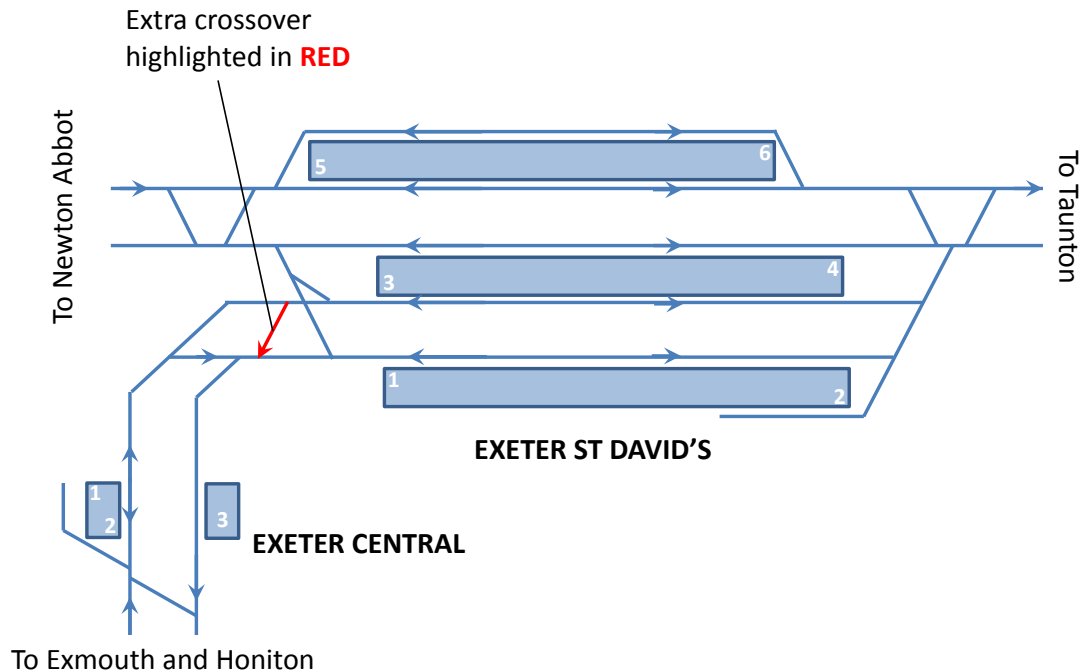 Extra crossover
highlighted in RED
To Newton Abbot
To Taunton
5
6
3
4
1
2
EXETER ST DAVID'S
1
2
3
EXETER CENTRAL
To Exmouth and Honiton